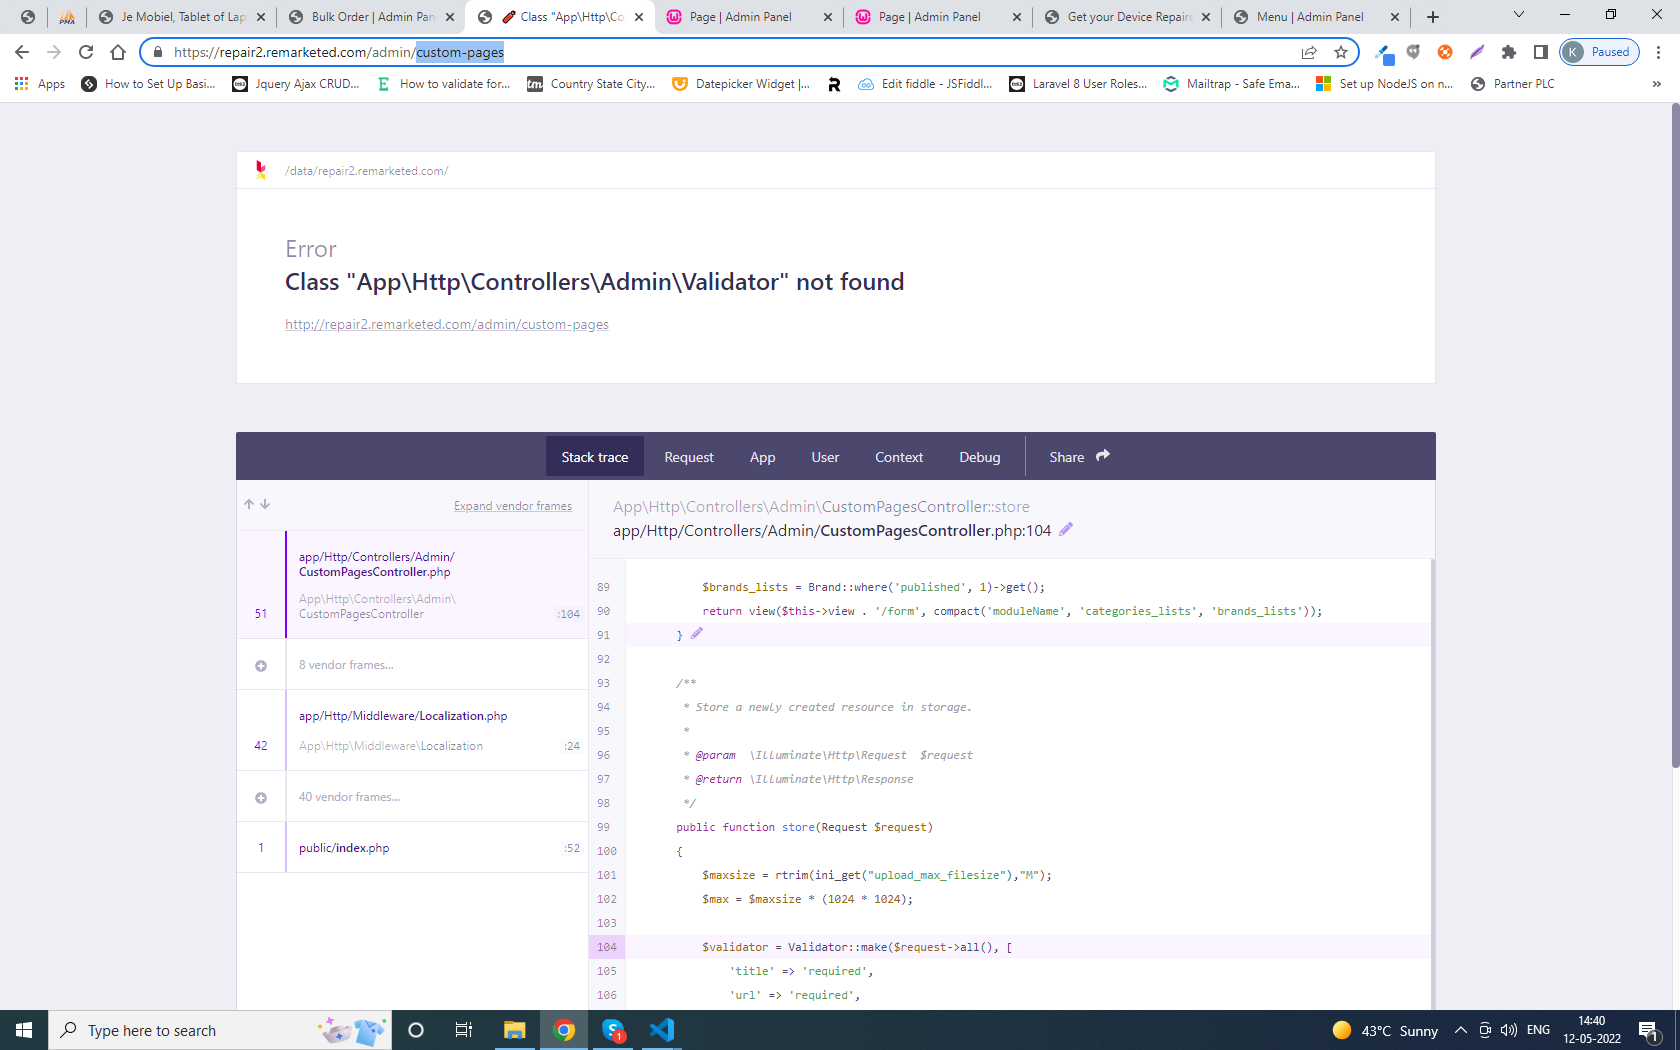 Je Mobiel, Tablet of Lap
Bulk Order | Admin Pan
Class "App\Http\Co
Page | Admin Panel
Page | Admin Panel
Get your Device Repaire
Menu | Admin Panel
https://repair2.remarketed.com/admin/custom-pages
K Paused
Apps
How to Set Up Basi...
Jquery Ajax CRUD...
How to validate for...
Country State City...
Datepicker Widget |...
Edit fiddle - JSFiddl...
Laravel 8 User Roles...
Mailtrap - Safe Ema...
Set up NodeJS on n...
Partner PLC
»
/data/repair2.remarketed.com/
Error
Class "App\Http\Controllers\Admin\Validator" not found
http://repair2.remarketed.com/admin/custom-pages
Stack trace
Request
App
User
Context
Debug
Share
Expand vendor frames
app/Http/Controllers/Admin/
CustomPagesController.php
App\Http\Controllers\Admin\
51 CustomPagesController :104
8 vendor frames...
app/Http/Middleware/Localization.php
42 App\Http\Middleware\Localization :24
40 vendor frames...
1 public/index.php :52
App\Http\Controllers\Admin\CustomPagesController::store
app/Http/Controllers/Admin/CustomPagesController.php:104
89 $brands_lists = Brand::where('published', 1)->get();
90 return view($this->view . '/form', compact('moduleName', 'categories_lists', 'brands_lists'));
91 }
92
93 /**
94 * Store a newly created resource in storage.
95 *
96 * @param  \Illuminate\Http\Request  $request
97 * @return \Illuminate\Http\Response
98 */
99 public function store(Request $request)
100 {
101 $maxsize = rtrim(ini_get("upload_max_filesize"),"M");
102 $max = $maxsize * (1024 * 1024);
103
104 $validator = Validator::make($request->all(), [
105 'title' => 'required',
106 'url' => 'required',
Type here to search
1
43°C Sunny
ENG
14:40
12-05-2022
1